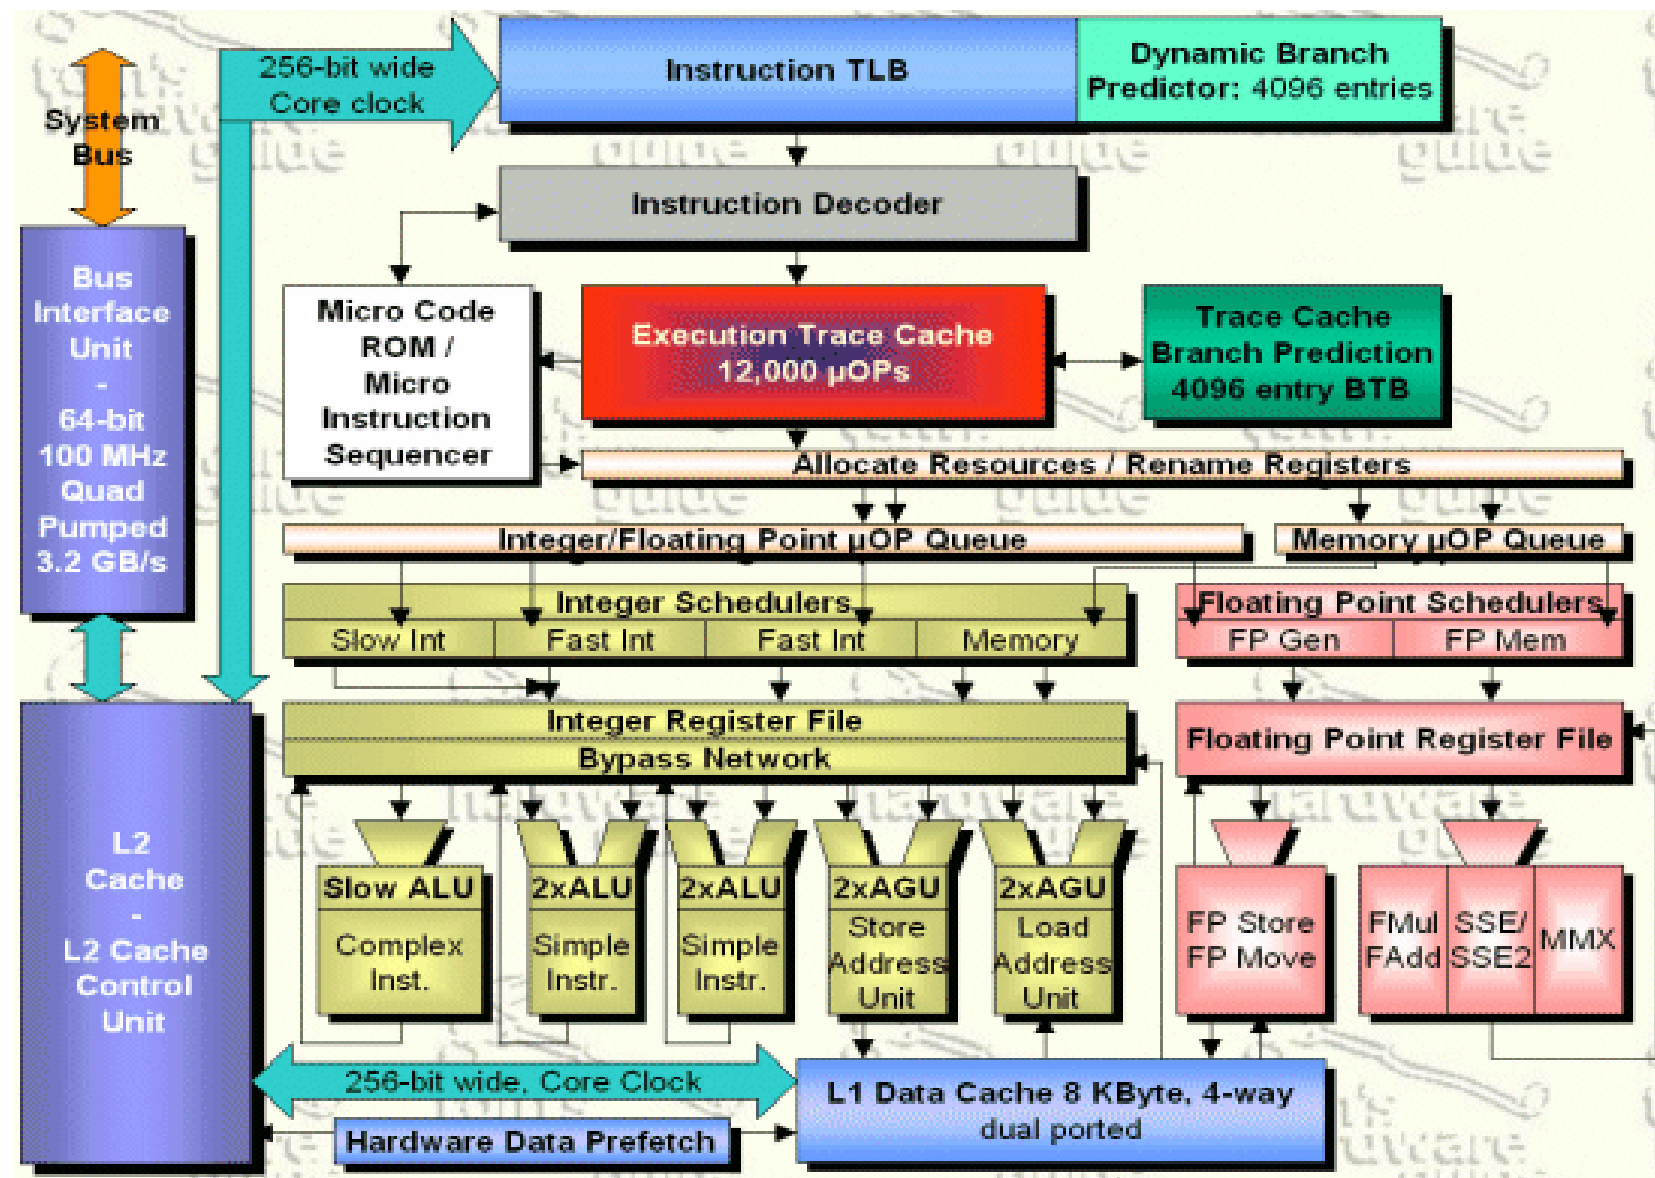 256-bit wide
Core clock
Instruction TLB
Dynamic Branch
Predictor: 4096 entries
System
Bus
Instruction Decoder
Bus
Interface
Unit
-
64-bit
100 MHz
Quad
Pumped
3.2 GB/s
Micro Code
ROM /
Micro
Instruction
Sequencer
Execution Trace Cache
12,000 µOPs
Trace Cache
Branch Prediction
4096 entry BTB
Allocate Resources / Rename Registers
Integer/Floating Point µOP Queue
Memory µOP Queue
Integer Schedulers
Slow Int
Fast Int
Fast Int
Memory
Floating Point Schedulers
FP Gen
FP Mem
Integer Register File
Bypass Network
Floating Point Register File
L2
Cache
-
L2 Cache
Control
Unit
Slow ALU
Complex
Inst.
2xALU
Simple
Instr.
2xALU
Simple
Instr.
2xAGU
Store
Address
Unit
2xAGU
Load
Address
Unit
FP Store
FP Move
FMul
FAdd
SSE/
SSE2
MMX
256-bit wide, Core Clock
L1 Data Cache 8 KByte, 4-way
dual ported
Hardware Data Prefetch